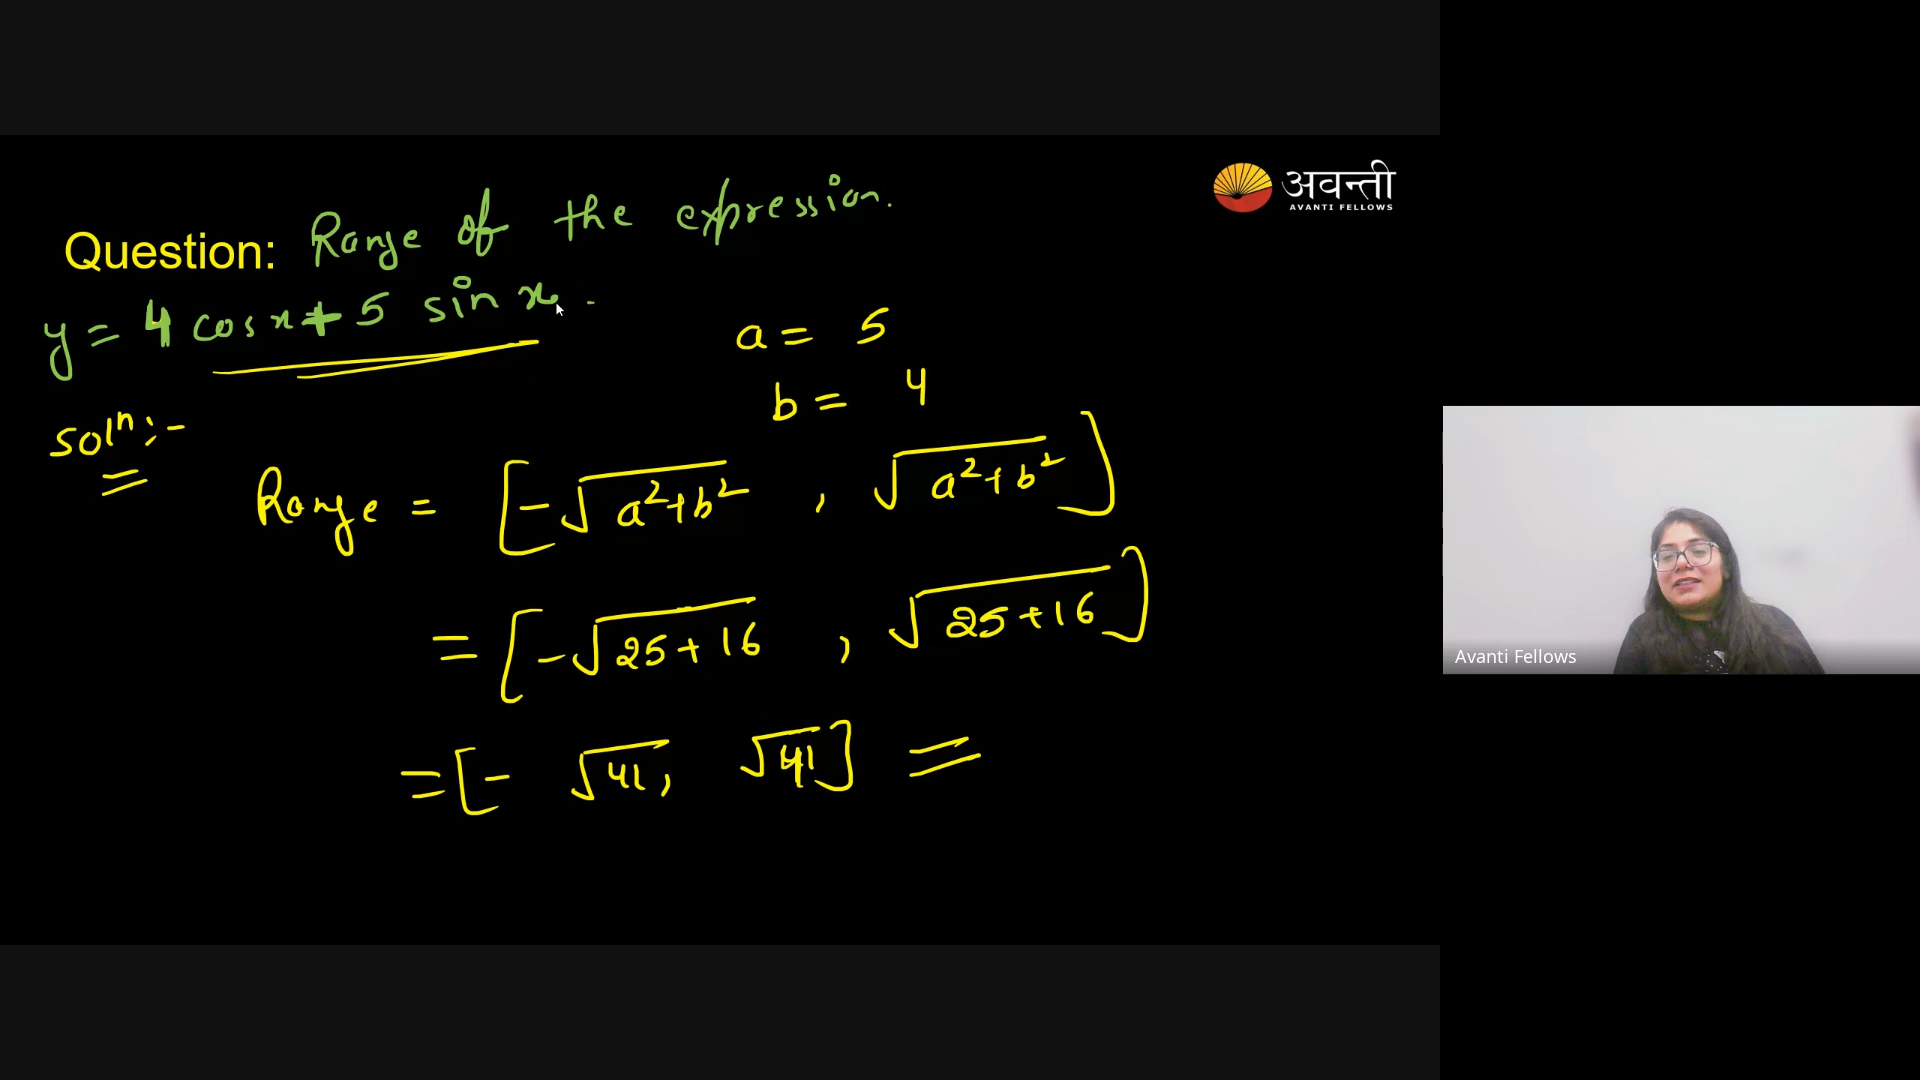 अवन्ती
AVANTI FELLOWS
Question: Range of the expression.
y = 4 cos x + 5 sin x.
a = 5
b = 4
Solⁿ:-
Range = [-√a²+b² , √a²+b²]
= [-√25+16 , √25+16]
= [- √41, √41]
Avanti Fellows